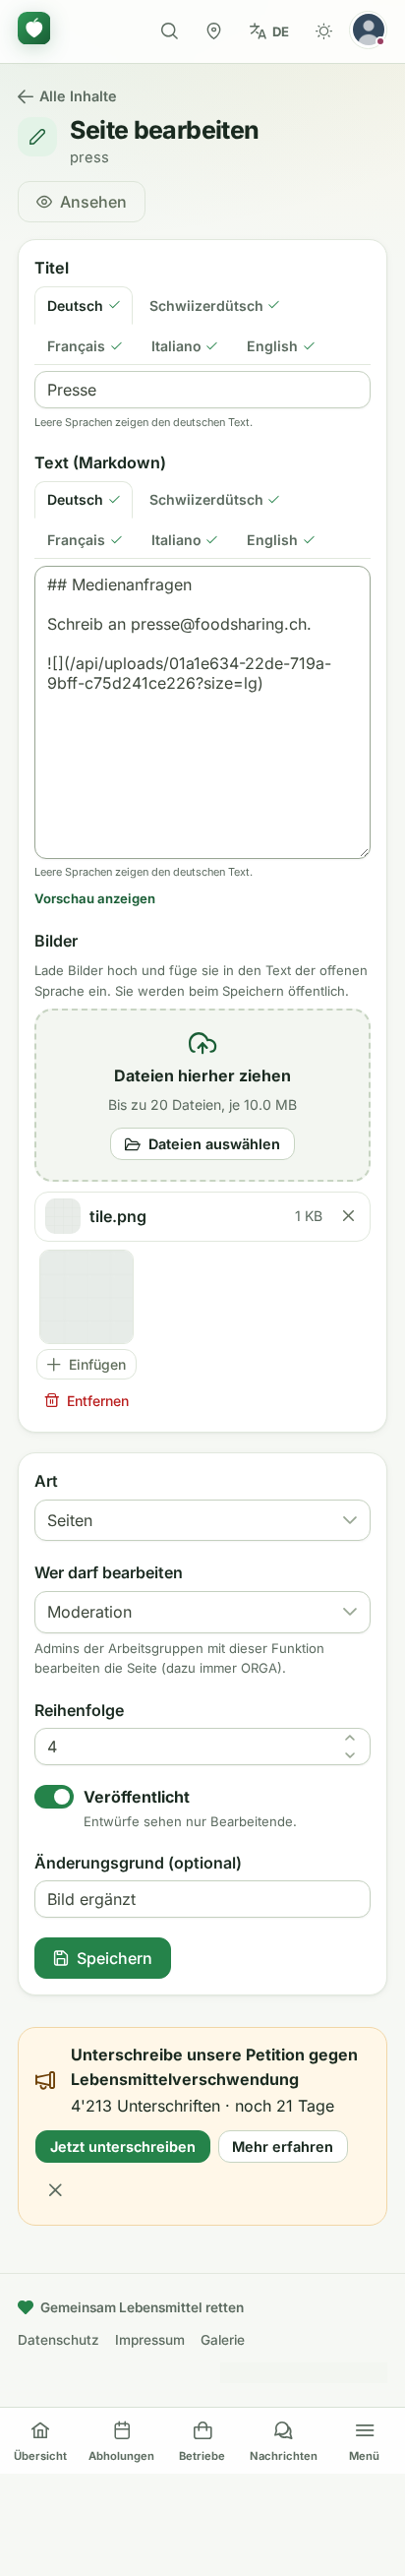 DE
Alle Inhalte
Seite bearbeiten
press
Ansehen
Titel
Deutsch
Schwiizerdütsch
Français
Italiano
English
Presse
Leere Sprachen zeigen den deutschen Text.
Text (Markdown)
Deutsch
Schwiizerdütsch
Français
Italiano
English
## Medienanfragen
Schreib an presse@foodsharing.ch.
![](/api/uploads/01a1e634-22de-719a-
9bff-c75d241ce226?size=lg)
Leere Sprachen zeigen den deutschen Text.
Vorschau anzeigen
Bilder
Lade Bilder hoch und füge sie in den Text der offenen
Sprache ein. Sie werden beim Speichern öffentlich.
Dateien hierher ziehen
Bis zu 20 Dateien, je 10.0 MB
Dateien auswählen
tile.png 1 KB
Einfügen
Entfernen
Art
Seiten
Wer darf bearbeiten
Moderation
Admins der Arbeitsgruppen mit dieser Funktion
bearbeiten die Seite (dazu immer ORGA).
Reihenfolge
4
Veröffentlicht
Entwürfe sehen nur Bearbeitende.
Änderungsgrund (optional)
Bild ergänzt
Speichern
Unterschreibe unsere Petition gegen
Lebensmittelverschwendung
4'213 Unterschriften · noch 21 Tage
Jetzt unterschreiben
Mehr erfahren
Gemeinsam Lebensmittel retten
Datenschutz Impressum Galerie
Übersicht Abholungen Betriebe Nachrichten Menü